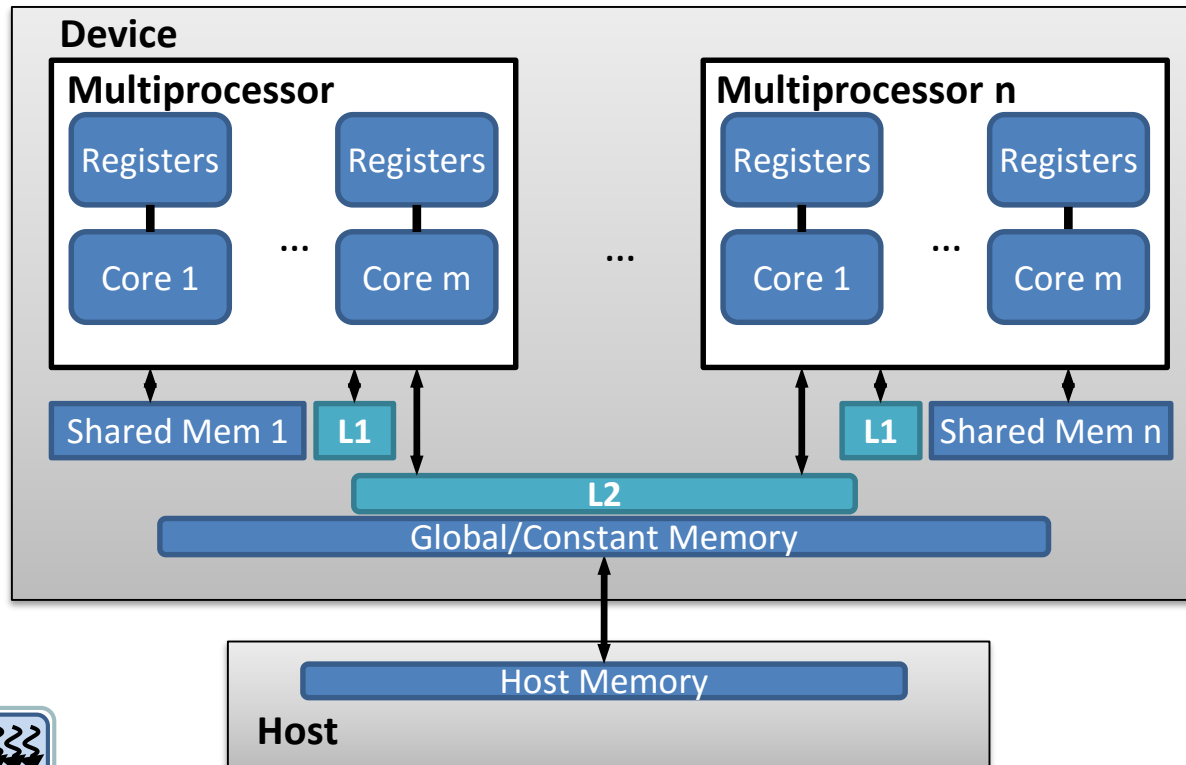 Device
Multiprocessor
Multiprocessor n
Registers
Registers
Registers
Registers
...
...
...
Core 1
Core m
Core 1
Core m
Shared Mem 1
L1
L1
Shared Mem n
L2
Global/Constant Memory
Host Memory
Host